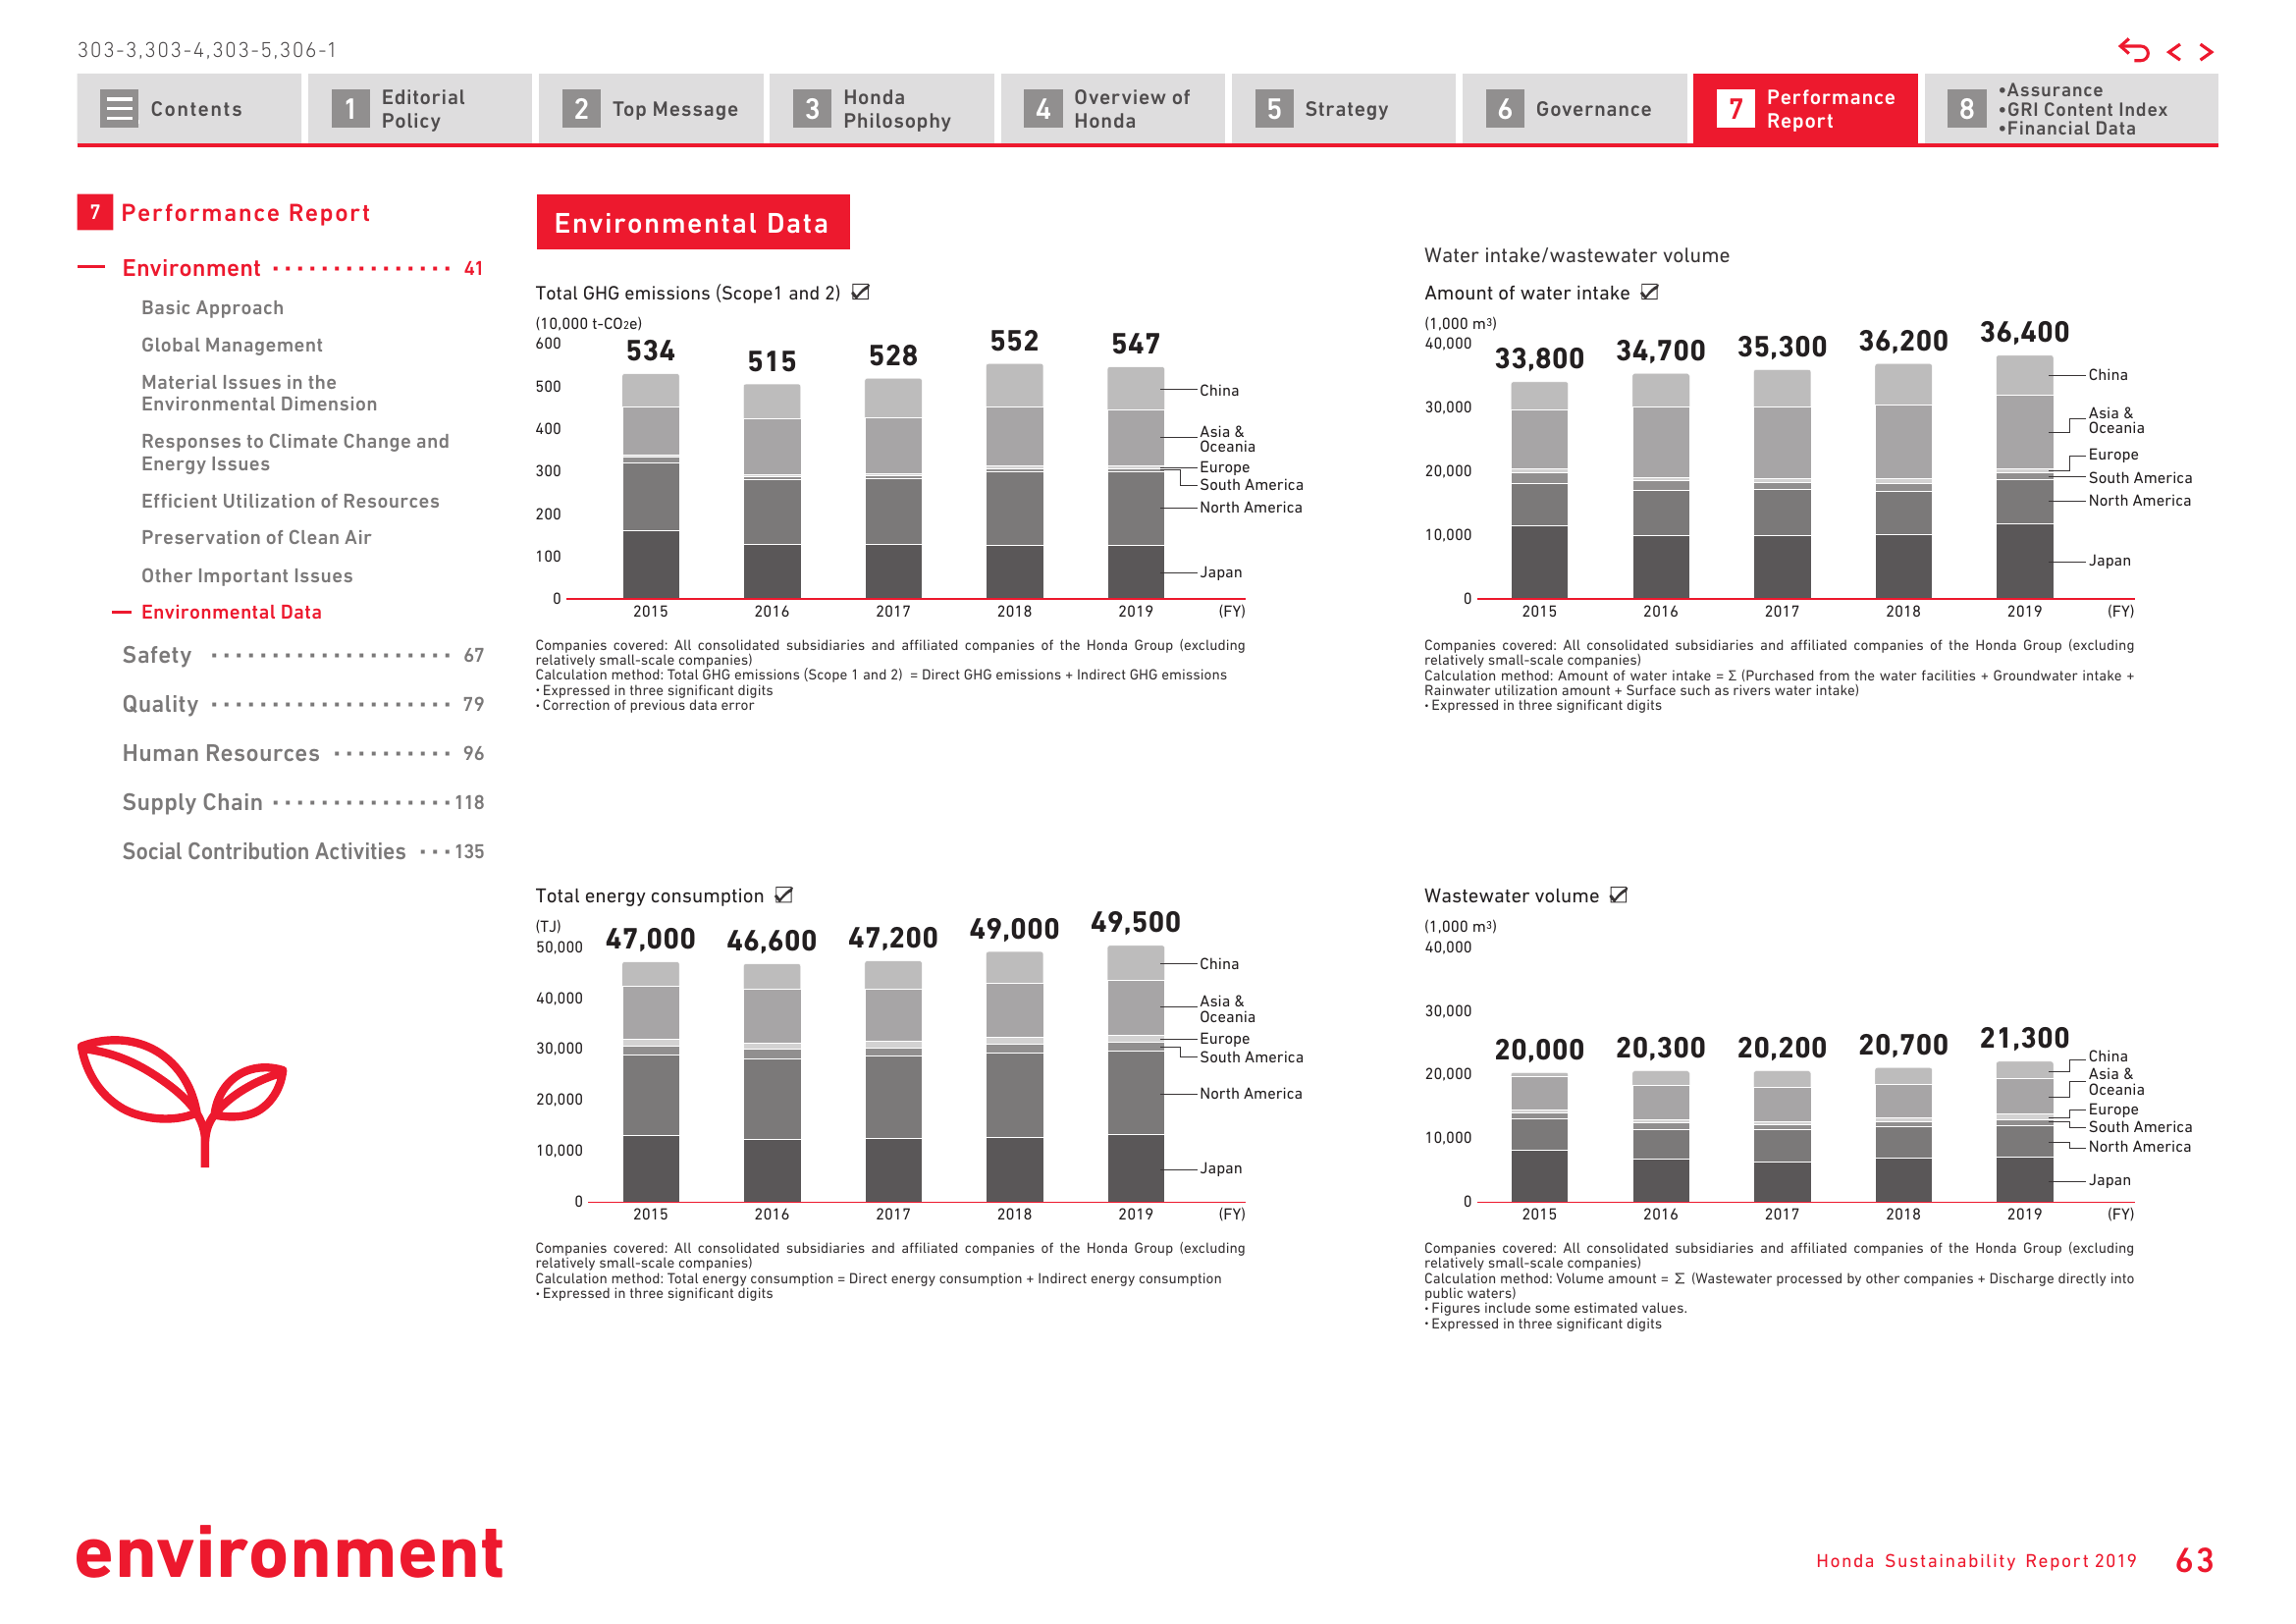 303-3,303-4,303-5,306-1
Contents
1 Editorial
Policy
2 Top Message
3 Honda
Philosophy
4 Overview of
Honda
5 Strategy
6 Governance
7 Performance
Report
8 •Assurance
•GRI Content Index
•Financial Data
7 Performance Report
Environment 41
Basic Approach
Global Management
Material Issues in the
Environmental Dimension
Responses to Climate Change and
Energy Issues
Efficient Utilization of Resources
Preservation of Clean Air
Other Important Issues
Environmental Data
Safety 67
Quality 79
Human Resources 96
Supply Chain 118
Social Contribution Activities 135
Environmental Data
Total GHG emissions (Scope1 and 2)
(10,000 t-CO2e)
600
500
400
300
200
100
0
534
515
528
552
547
China
Asia &
Oceania
Europe
South America
North America
Japan
2015 2016 2017 2018 2019 (FY)
Companies covered: All consolidated subsidiaries and affiliated companies of the Honda Group (excluding
relatively small-scale companies)
Calculation method: Total GHG emissions (Scope 1 and 2) = Direct GHG emissions + Indirect GHG emissions
・Expressed in three significant digits
・Correction of previous data error
Total energy consumption
(TJ)
50,000
40,000
30,000
20,000
10,000
0
47,000
46,600
47,200
49,000
49,500
China
Asia &
Oceania
Europe
South America
North America
Japan
2015 2016 2017 2018 2019 (FY)
Companies covered: All consolidated subsidiaries and affiliated companies of the Honda Group (excluding
relatively small-scale companies)
Calculation method: Total energy consumption = Direct energy consumption + Indirect energy consumption
・Expressed in three significant digits
Water intake/wastewater volume
Amount of water intake
(1,000 m3)
40,000
30,000
20,000
10,000
0
33,800
34,700
35,300
36,200
36,400
China
Asia &
Oceania
Europe
South America
North America
Japan
2015 2016 2017 2018 2019 (FY)
Companies covered: All consolidated subsidiaries and affiliated companies of the Honda Group (excluding
relatively small-scale companies)
Calculation method: Amount of water intake = Σ (Purchased from the water facilities + Groundwater intake +
Rainwater utilization amount + Surface such as rivers water intake)
・Expressed in three significant digits
Wastewater volume
(1,000 m3)
40,000
30,000
20,000
10,000
0
20,000
20,300
20,200
20,700
21,300
China
Asia &
Oceania
Europe
South America
North America
Japan
2015 2016 2017 2018 2019 (FY)
Companies covered: All consolidated subsidiaries and affiliated companies of the Honda Group (excluding
relatively small-scale companies)
Calculation method: Volume amount = Σ (Wastewater processed by other companies + Discharge directly into
public waters)
・Figures include some estimated values.
・Expressed in three significant digits
environment
Honda Sustainability Report 2019 63